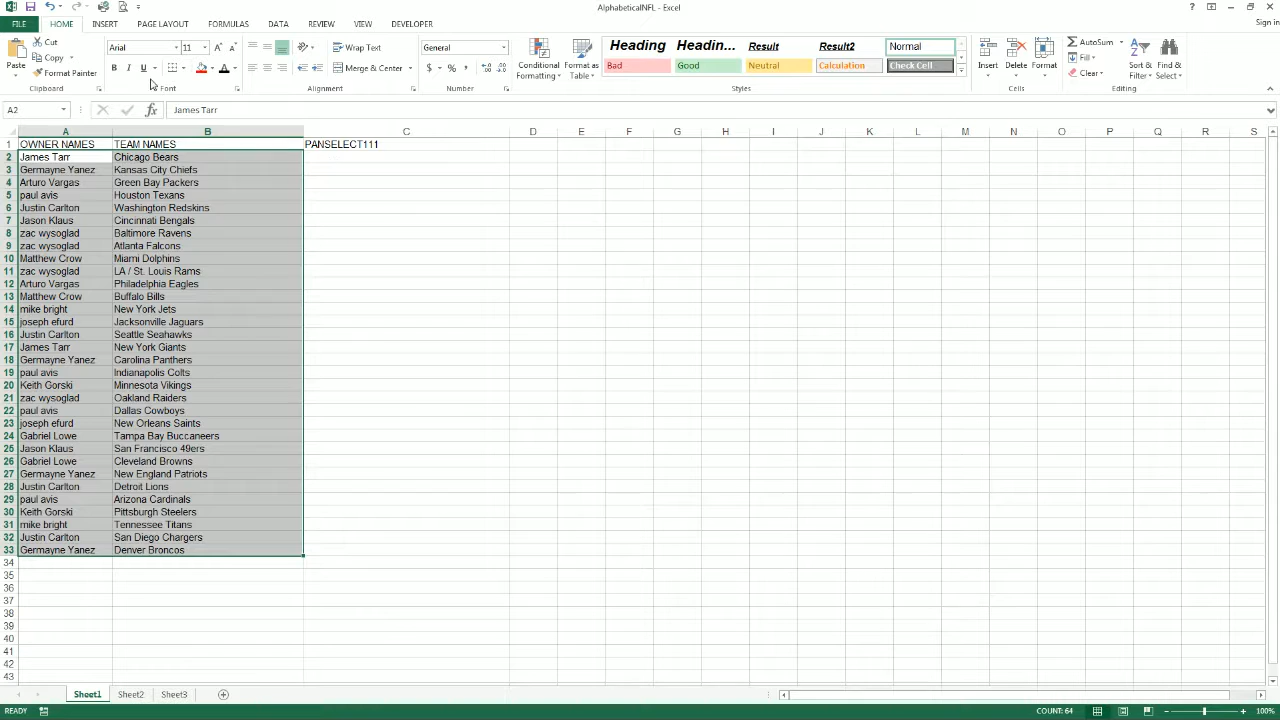 AlphabeticalNFL - Excel
Sign in
FILE HOME INSERT PAGE LAYOUT FORMULAS DATA REVIEW VIEW DEVELOPER
Paste Cut Copy Format Painter Clipboard
Arial 11 B I U A Font
Wrap Text Merge & Center Alignment
General $ % , Number
Conditional Formatting Format as Table
Heading Headin... Result Result2 Normal
Bad Good Neutral Calculation Check Cell
Styles
Insert Delete Format Cells
AutoSum Fill Clear Sort & Filter Find & Select Editing
A2 fx James Tarr
A B C D E F G H I J K L M N O P Q R S
1 OWNER NAMES TEAM NAMES PANSELECT111
2 James Tarr Chicago Bears
3 Germayne Yanez Kansas City Chiefs
4 Arturo Vargas Green Bay Packers
5 paul avis Houston Texans
6 Justin Carlton Washington Redskins
7 Jason Klaus Cincinnati Bengals
8 zac wysoglad Baltimore Ravens
9 zac wysoglad Atlanta Falcons
10 Matthew Crow Miami Dolphins
11 zac wysoglad LA / St. Louis Rams
12 Arturo Vargas Philadelphia Eagles
13 Matthew Crow Buffalo Bills
14 mike bright New York Jets
15 joseph efurd Jacksonville Jaguars
16 Justin Carlton Seattle Seahawks
17 James Tarr New York Giants
18 Germayne Yanez Carolina Panthers
19 paul avis Indianapolis Colts
20 Keith Gorski Minnesota Vikings
21 zac wysoglad Oakland Raiders
22 paul avis Dallas Cowboys
23 joseph efurd New Orleans Saints
24 Gabriel Lowe Tampa Bay Buccaneers
25 Jason Klaus San Francisco 49ers
26 Gabriel Lowe Cleveland Browns
27 Germayne Yanez New England Patriots
28 Justin Carlton Detroit Lions
29 paul avis Arizona Cardinals
30 Keith Gorski Pittsburgh Steelers
31 mike bright Tennessee Titans
32 Justin Carlton San Diego Chargers
33 Germayne Yanez Denver Broncos
34
35
36
37
38
39
40
41
42
43
Sheet1 Sheet2 Sheet3
READY COUNT: 64 100%